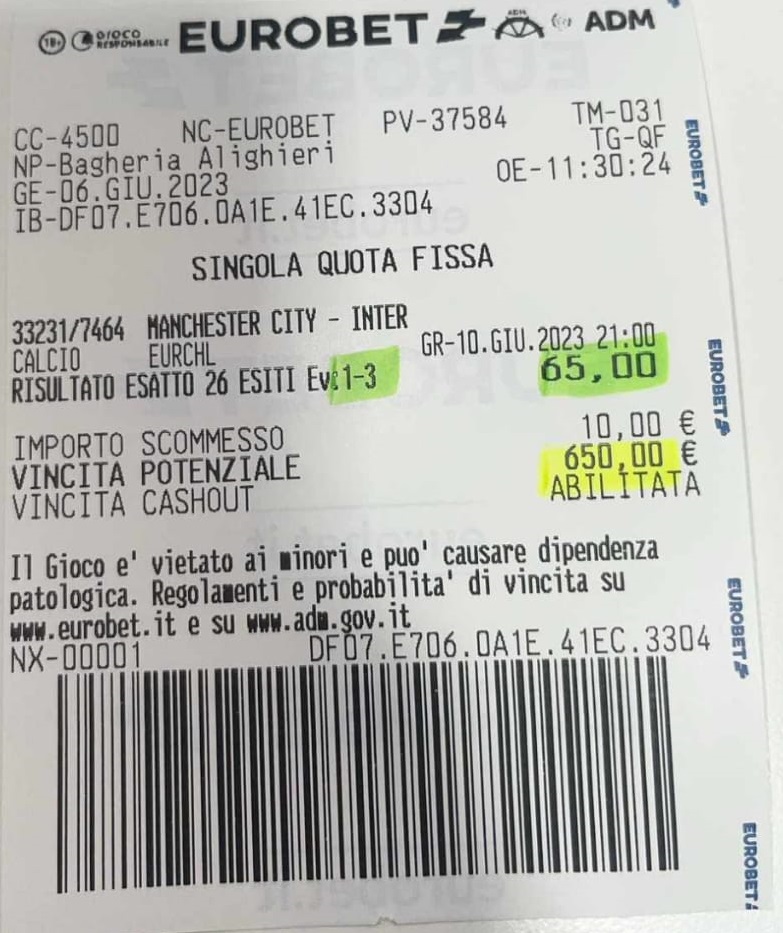 18+ GIOCO RESPONSABILE EUROBET ADM
CC-4500 NC-EUROBET PV-37584 TM-031
NP-Bagheria Alighieri TG-QF
GE-06.GIU.2023 OE-11:30:24
IB-DF07.E706.0A1E.41EC.3304
SINGOLA QUOTA FISSA
33231/7464 MANCHESTER CITY - INTER
CALCIO EURCHL GR-10.GIU.2023 21:00
RISULTATO ESATTO 26 ESITI Ev: 1-3 65,00
IMPORTO SCOMMESSO 10,00 €
VINCITA POTENZIALE 650,00 €
VINCITA CASHOUT ABILITATA
Il Gioco e' vietato ai minori e puo' causare dipendenza
patologica. Regolamenti e probabilita' di vincita su
www.eurobet.it e su www.adm.gov.it
NX-00001 DF07.E706.0A1E.41EC.3304
EUROBET
EUROBET
EUROBET
EUROBET